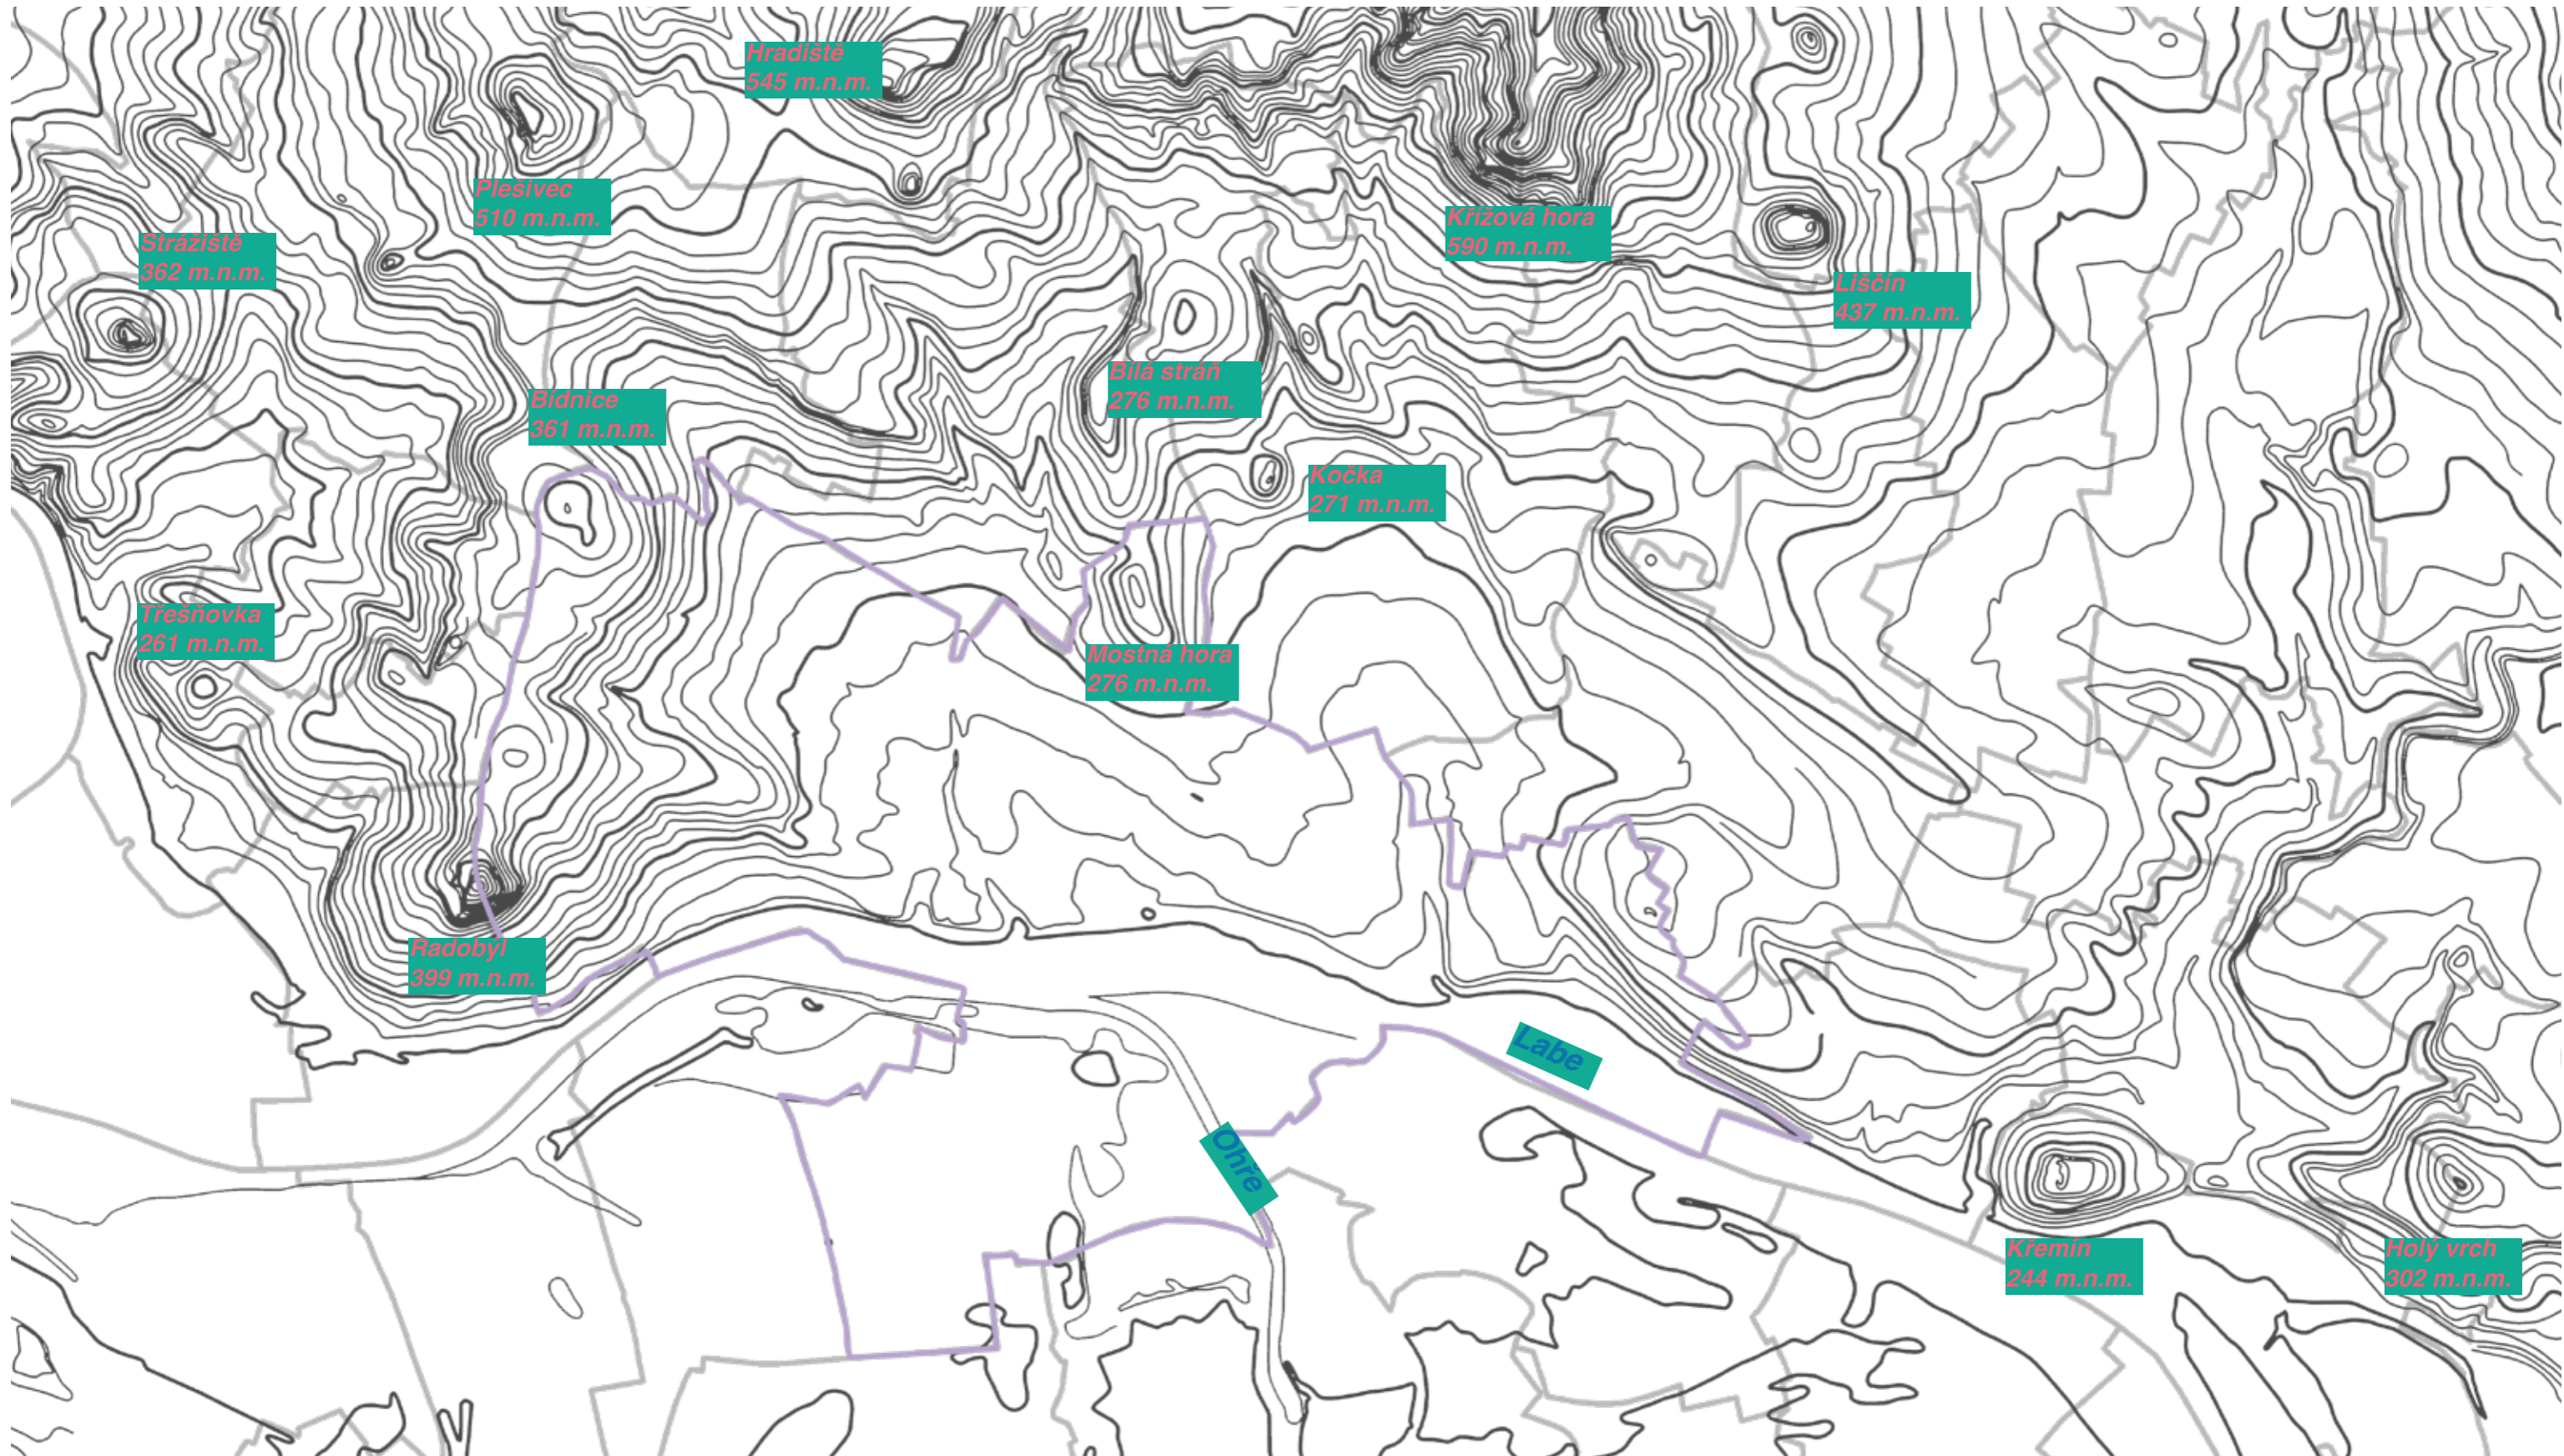 Hradiště
545 m.n.m.
Plešivec
510 m.n.m.
Stražiště
362 m.n.m.
Křížová hora
590 m.n.m.
Liščín
437 m.n.m.
Bílá stráň
276 m.n.m.
Bídnice
361 m.n.m.
Kočka
271 m.n.m.
Třešňovka
261 m.n.m.
Mostná hora
276 m.n.m.
Radobýl
399 m.n.m.
Labe
Ohře
Křemín
244 m.n.m.
Holý vrch
302 m.n.m.